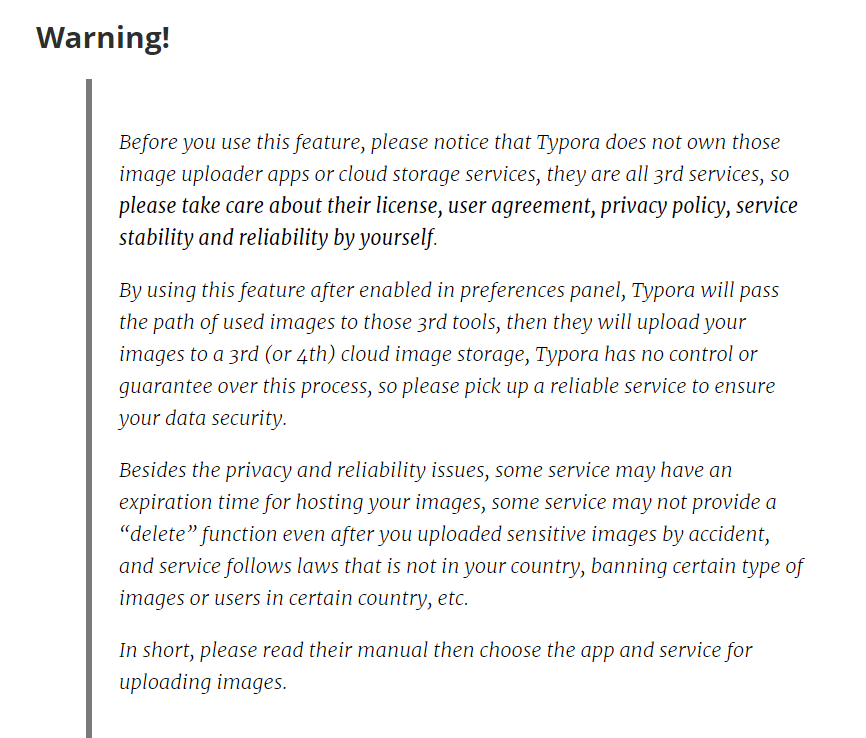 Warning!
Before you use this feature, please notice that Typora does not own those
image uploader apps or cloud storage services, they are all 3rd services, so
please take care about their license, user agreement, privacy policy, service
stability and reliability by yourself.
By using this feature after enabled in preferences panel, Typora will pass
the path of used images to those 3rd tools, then they will upload your
images to a 3rd (or 4th) cloud image storage, Typora has no control or
guarantee over this process, so please pick up a reliable service to ensure
your data security.
Besides the privacy and reliability issues, some service may have an
expiration time for hosting your images, some service may not provide a
“delete” function even after you uploaded sensitive images by accident,
and service follows laws that is not in your country, banning certain type of
images or users in certain country, etc.
In short, please read their manual then choose the app and service for
uploading images.